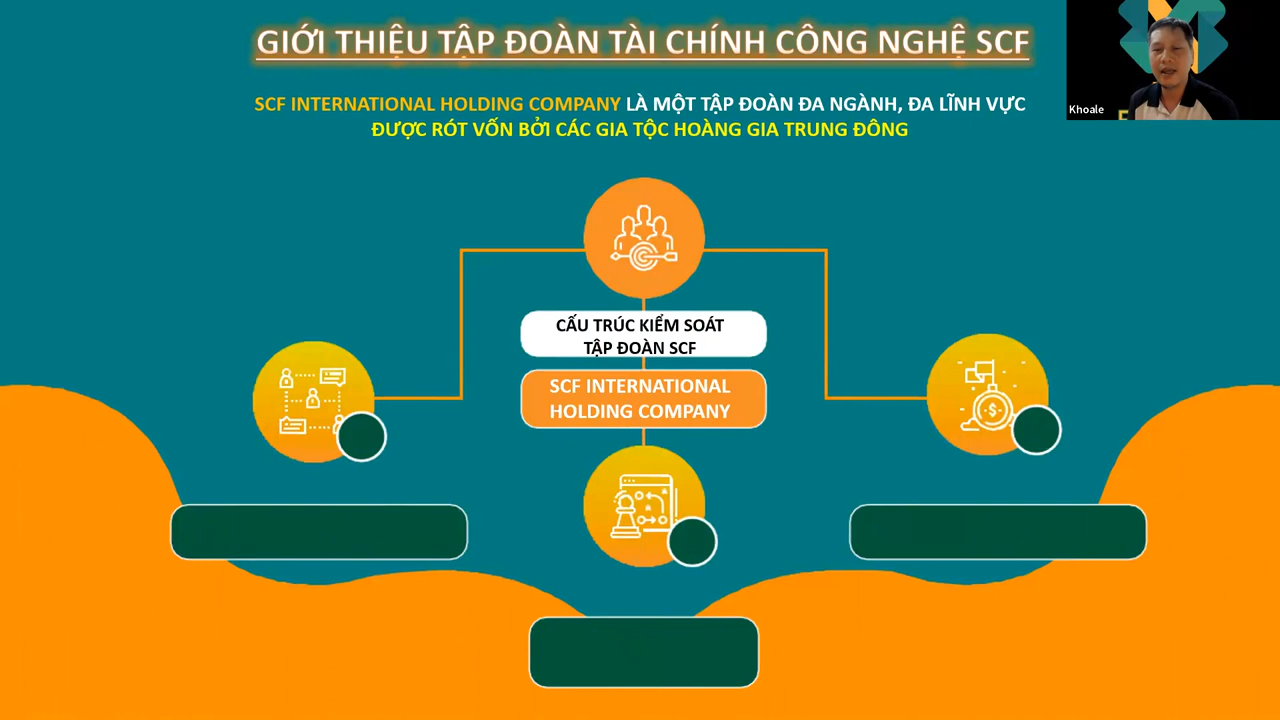 GIỚI THIỆU TẬP ĐOÀN TÀI CHÍNH CÔNG NGHỆ SCF
SCF INTERNATIONAL HOLDING COMPANY LÀ MỘT TẬP ĐOÀN ĐA NGÀNH, ĐA LĨNH VỰC
ĐƯỢC RÓT VỐN BỞI CÁC GIA TỘC HOÀNG GIA TRUNG ĐÔNG
Khoale
CẤU TRÚC KIỂM SOÁT
TẬP ĐOÀN SCF
SCF INTERNATIONAL
HOLDING COMPANY